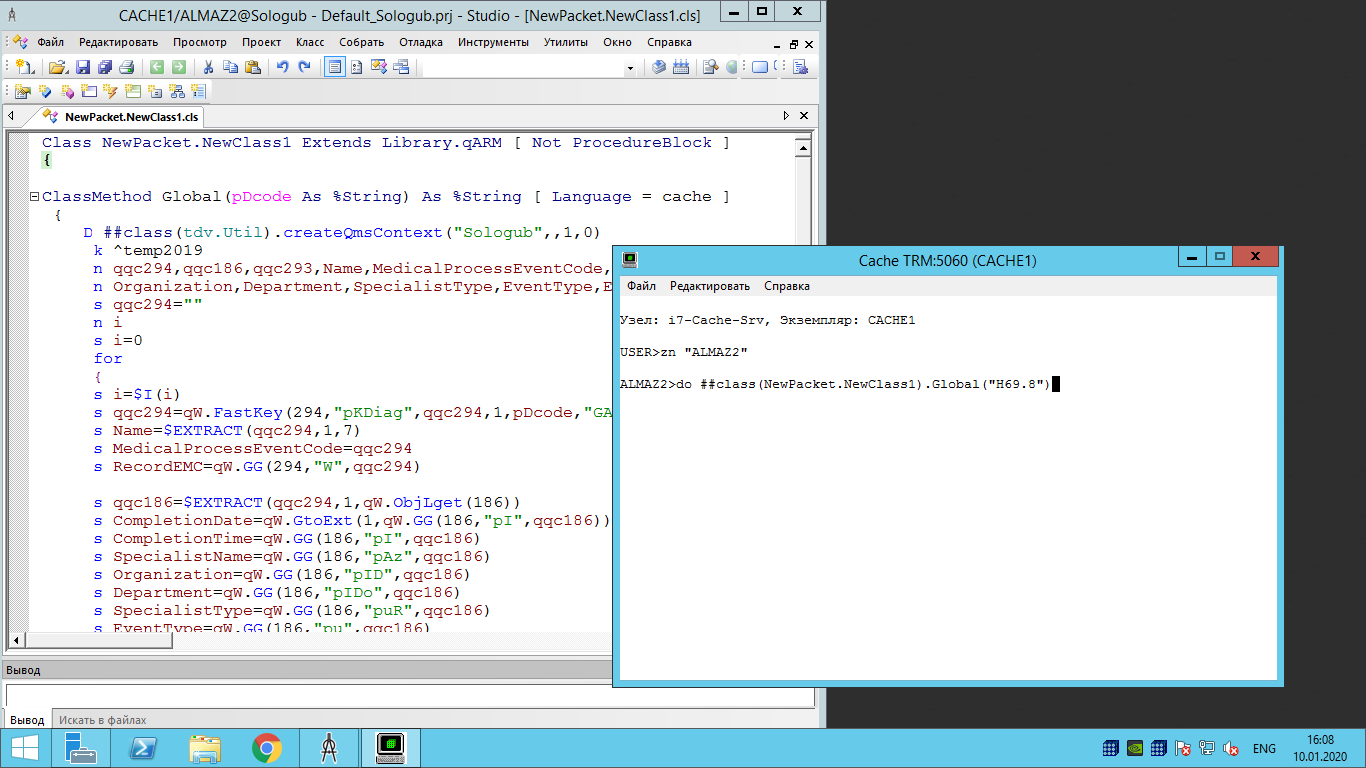 CACHE1/ALMAZ2@Sologub - Default_Sologub.prj - Studio - [NewPacket.NewClass1.cls]
Файл Редактировать Просмотр Проект Класс Собрать Отладка Инструменты Утилиты Окно Справка
NewPacket.NewClass1.cls
Class NewPacket.NewClass1 Extends Library.qARM [ Not ProcedureBlock ]
{
ClassMethod Global(pDcode As %String) As %String [ Language = cache ]
{
D ##class(tdv.Util).createQmsContext("Sologub",,1,0)
k ^temp2019
n qqc294,qqc186,qqc293,Name,MedicalProcessEventCode,
n Organization,Department,SpecialistType,EventType,E
s qqc294=""
n i
s i=0
for
{
s i=$I(i)
s qqc294=qW.FastKey(294,"pKDiag",qqc294,1,pDcode,"GA
s Name=$EXTRACT(qqc294,1,7)
s MedicalProcessEventCode=qqc294
s RecordEMC=qW.GG(294,"W",qqc294)
s qqc186=$EXTRACT(qqc294,1,qW.ObjLget(186))
s CompletionDate=qW.GtoExt(1,qW.GG(186,"pI",qqc186))
s CompletionTime=qW.GG(186,"pI",qqc186)
s SpecialistName=qW.GG(186,"pAz",qqc186)
s Organization=qW.GG(186,"pID",qqc186)
s Department=qW.GG(186,"pIDo",qqc186)
s SpecialistType=qW.GG(186,"puR",qqc186)
s EventType=qW.GG(186,"pu",qqc186)
Вывод
Вывод Искать в файлах
Cache TRM:5060 (CACHE1)
Файл Редактировать Справка
Узел: i7-Cache-Srv, Экземпляр: CACHE1
USER>zn "ALMAZ2"
ALMAZ2>do ##class(NewPacket.NewClass1).Global("H69.8")
ENG
16:08
10.01.2020